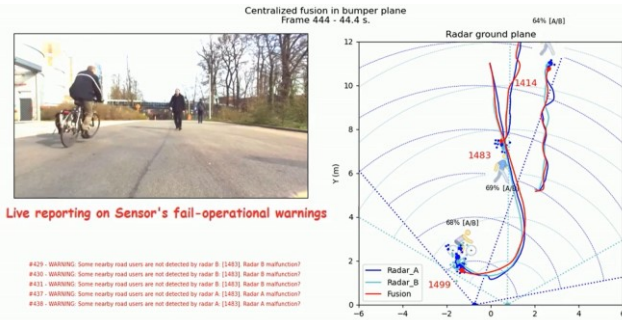 Centralized fusion in bumper plane
Frame 444 - 44.4 s.
64% [A/B]
Radar ground plane
12
10
8
6
4
2
0
Y (m)
1414
1483
69% [A/B]
68% [A/B]
1499
Radar_A
Radar_B
Fusion
−6
−4
−2
0
2
4
6
Live reporting on Sensor's fail-operational warnings
#429 - WARNING: Some nearby road users are not detected by radar B: [1483]. Radar B malfunction?
#430 - WARNING: Some nearby road users are not detected by radar B: [1483]. Radar B malfunction?
#431 - WARNING: Some nearby road users are not detected by radar B: [1483]. Radar B malfunction?
#437 - WARNING: Some nearby road users are not detected by radar A: [1483]. Radar A malfunction?
#438 - WARNING: Some nearby road users are not detected by radar A: [1483]. Radar A malfunction?